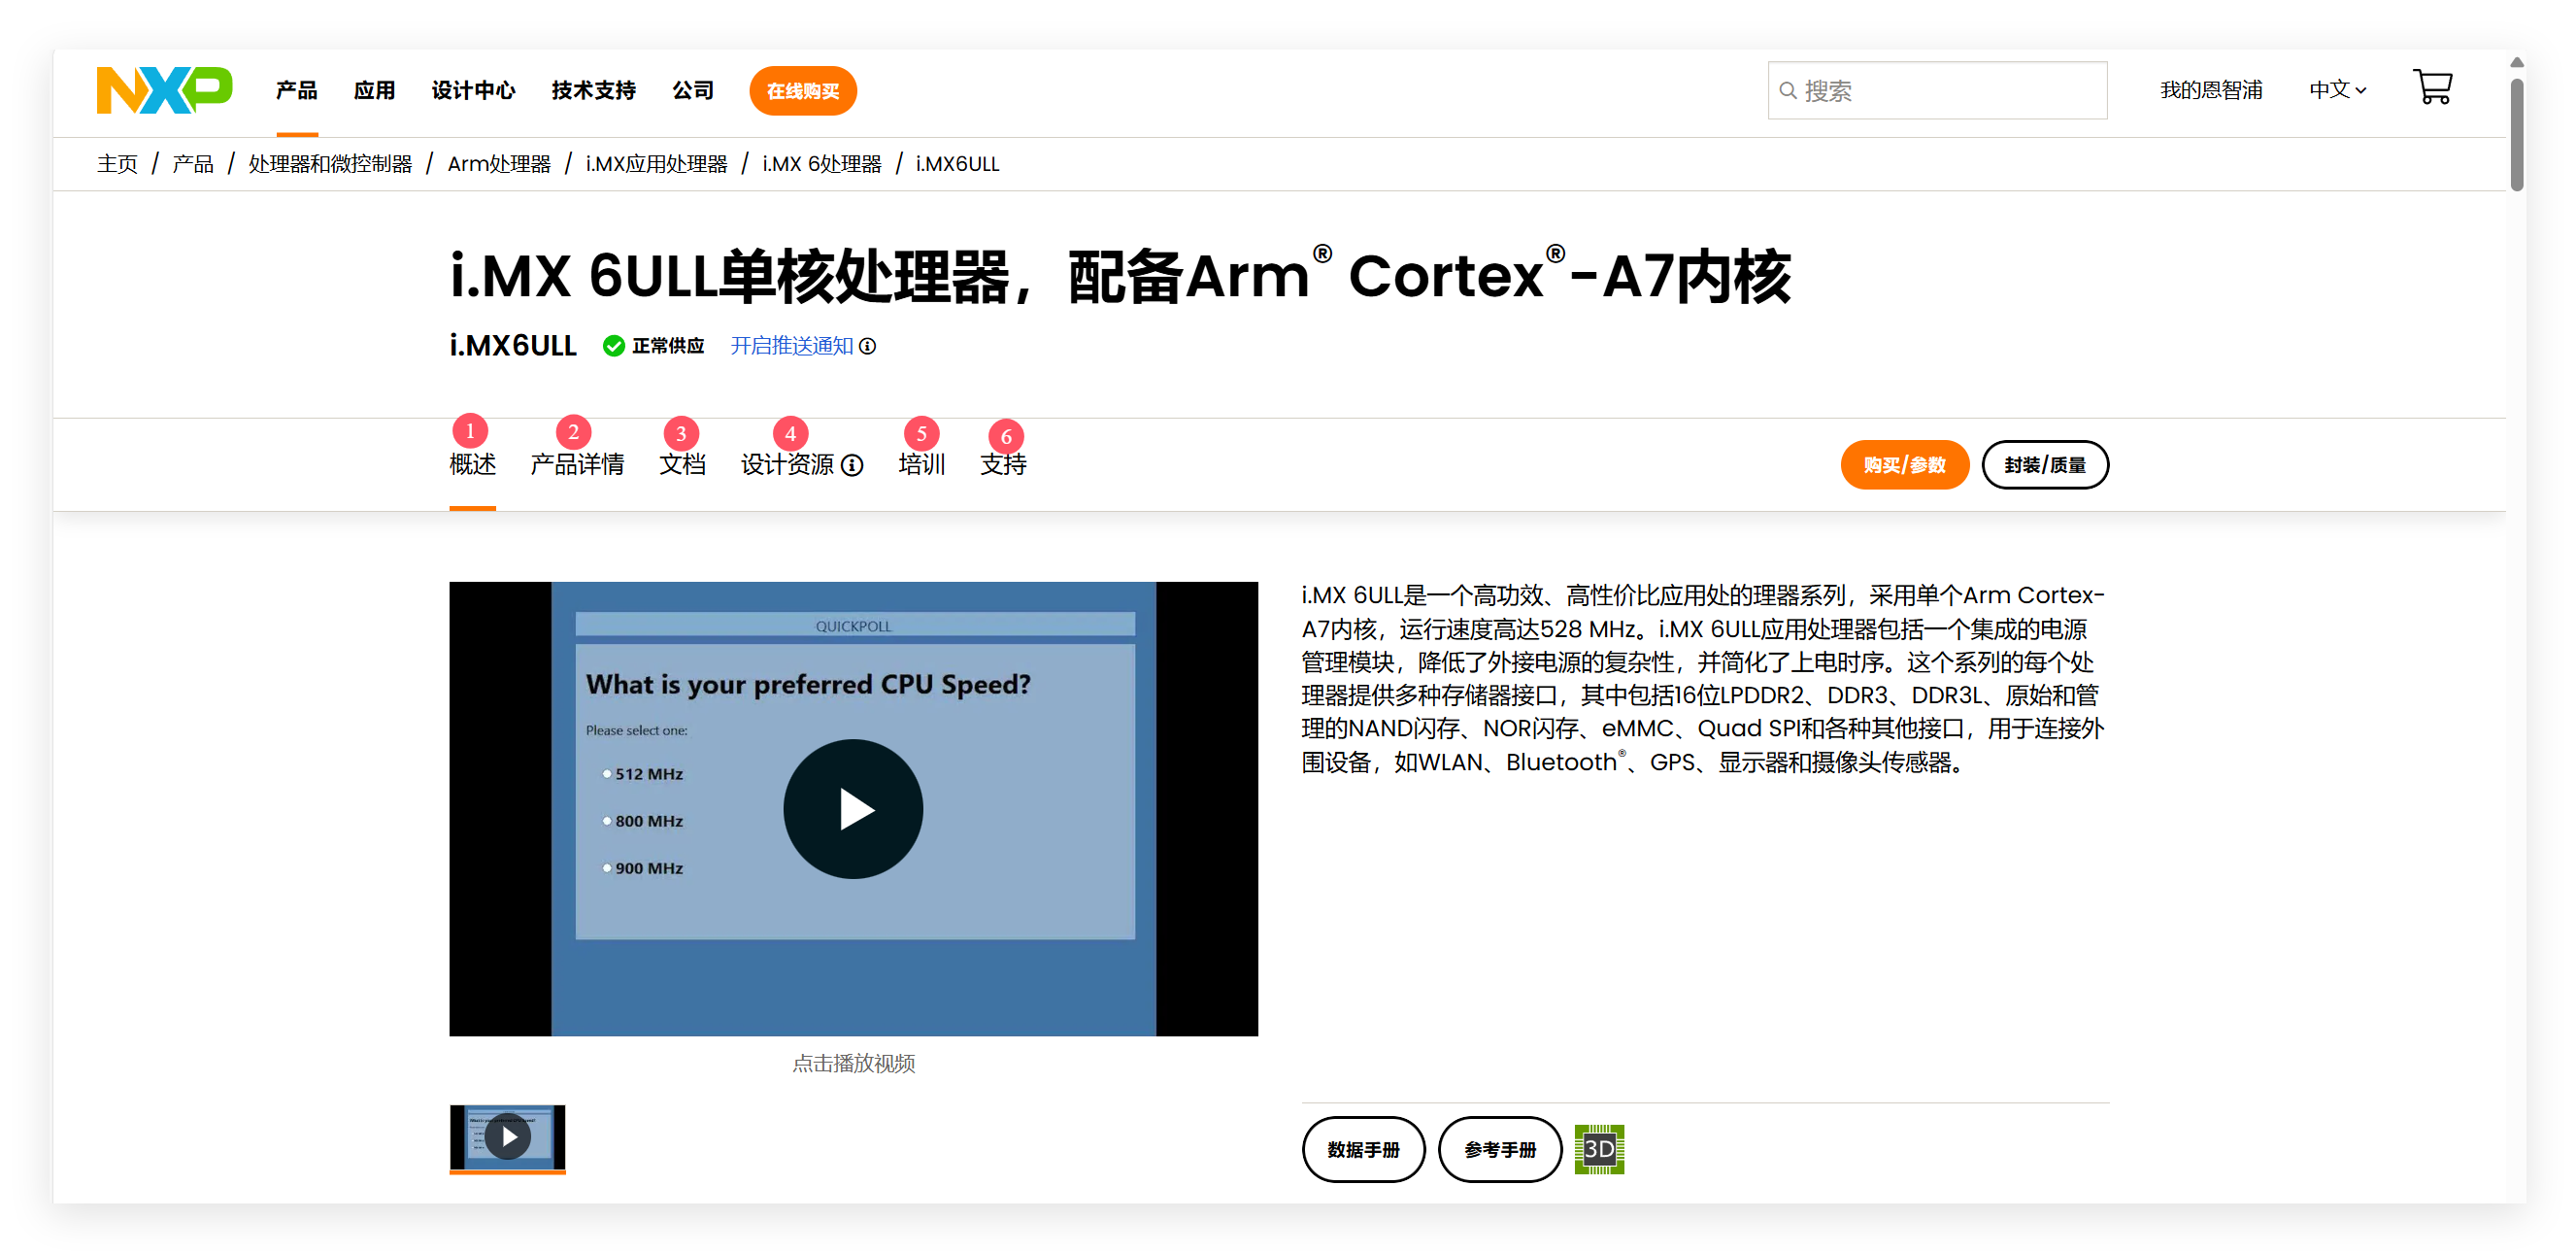 NXP 产品 应用 设计中心 技术支持 公司 在线购买 搜索 我的恩智浦 中文
主页 / 产品 / 处理器和微控制器 / Arm处理器 / i.MX应用处理器 / i.MX 6处理器 / i.MX6ULL
i.MX 6ULL单核处理器，配备Arm® Cortex®-A7内核
i.MX6ULL 正常供应 开启推送通知
1 2 3 4 5 6
概述 产品详情 文档 设计资源 培训 支持 购买/参数 封装/质量
QUICKPOLL
What is your preferred CPU Speed?
Please select one:
512 MHz
800 MHz
900 MHz
点击播放视频
i.MX 6ULL是一个高功效、高性价比应用处的理器系列，采用单个Arm Cortex-
A7内核，运行速度高达528 MHz。i.MX 6ULL应用处理器包括一个集成的电源
管理模块，降低了外接电源的复杂性，并简化了上电时序。这个系列的每个处
理器提供多种存储器接口，其中包括16位LPDDR2、DDR3、DDR3L、原始和管
理的NAND闪存、NOR闪存、eMMC、Quad SPI和各种其他接口，用于连接外
围设备，如WLAN、Bluetooth®、GPS、显示器和摄像头传感器。
数据手册 参考手册 3D